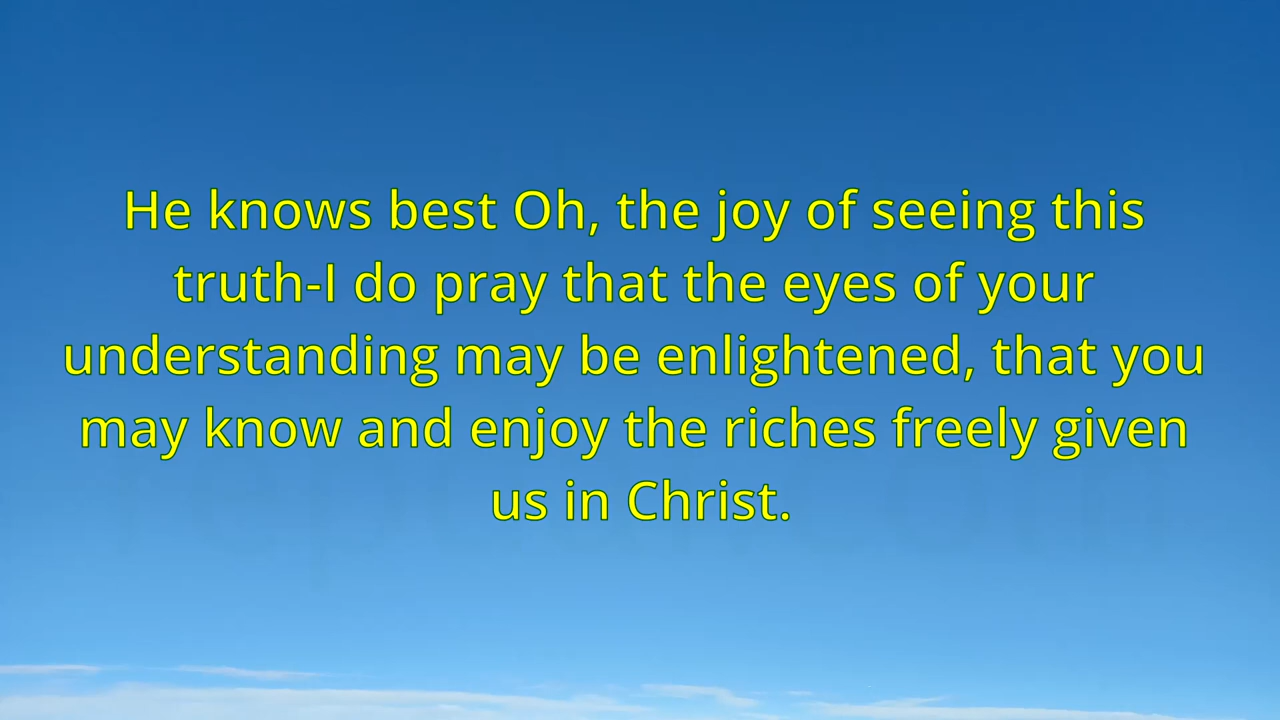 He knows best Oh, the joy of seeing this
truth-I do pray that the eyes of your
understanding may be enlightened, that you
may know and enjoy the riches freely given
us in Christ.